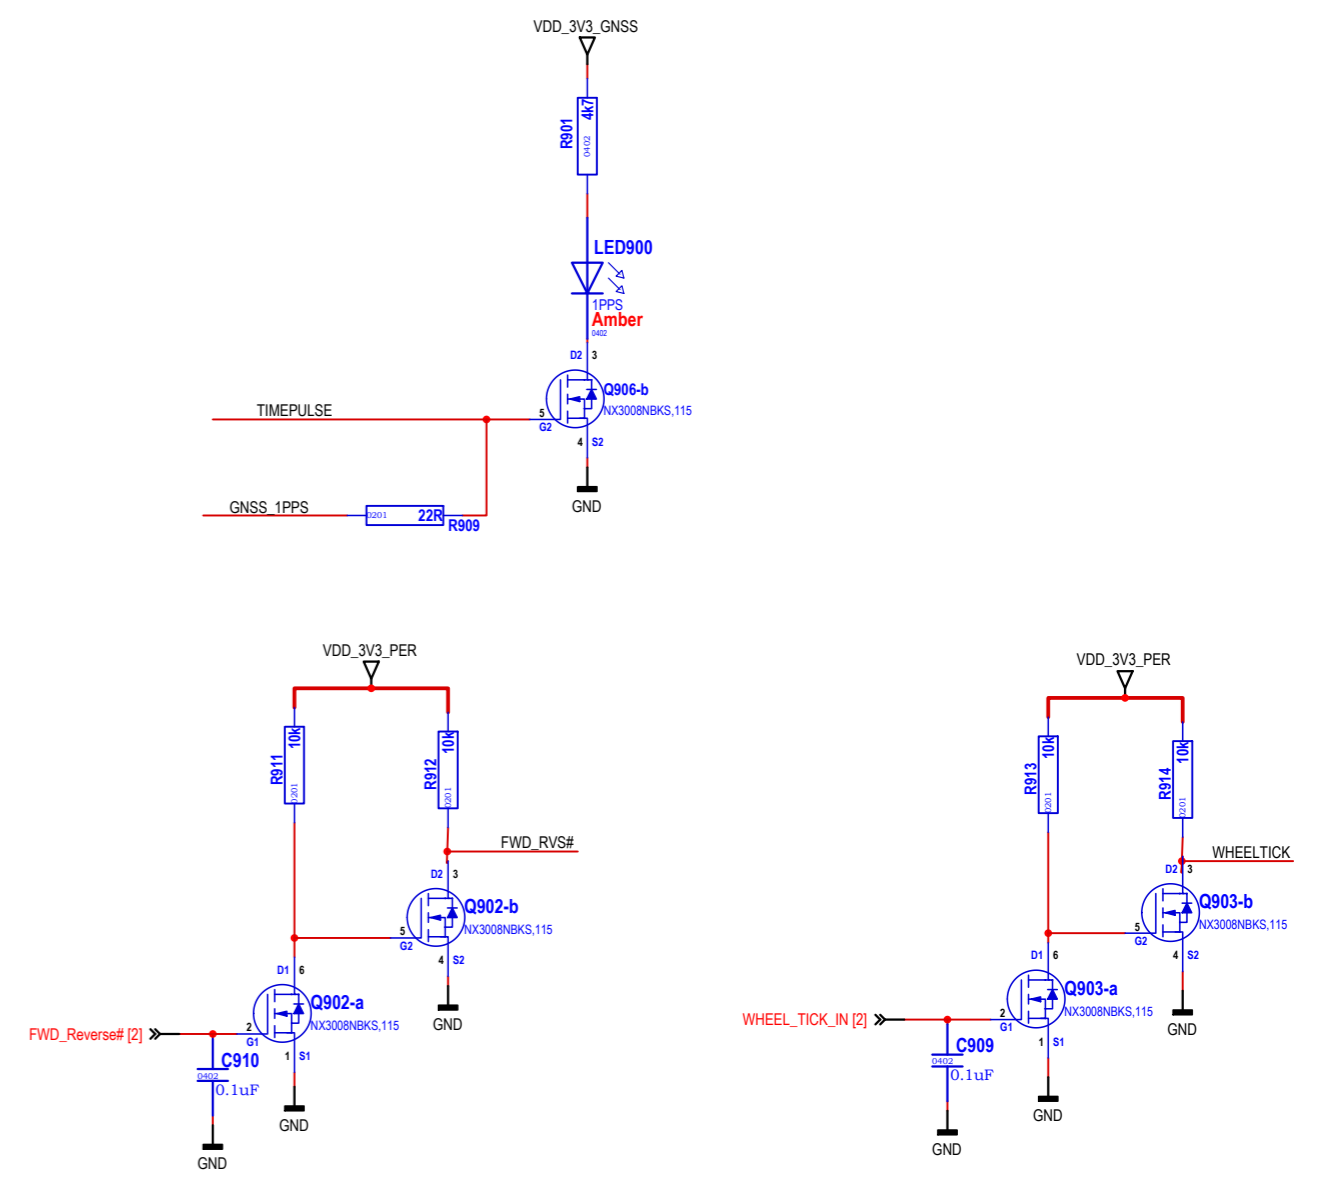 VDD_3V3_GNSS
R901
4k7
0402
LED900
1PPS
Amber
0402
D2 3
Q906-b
NX3008NBKS,115
TIMEPULSE
5
G2
4 S2
GND
GNSS_1PPS
0201
22R
R909
VDD_3V3_PER
R911
10k
0201
R912
10k
0201
FWD_RVS#
D2 3
Q902-b
NX3008NBKS,115
5
G2
4 S2
GND
D1 6
Q902-a
NX3008NBKS,115
FWD_Reverse# [2]
2
G1
1 S1
C910
0402
0.1uF
GND
GND
VDD_3V3_PER
R913
10k
0201
R914
10k
0201
WHEELTICK
D2 3
Q903-b
NX3008NBKS,115
5
G2
4 S2
GND
D1 6
Q903-a
NX3008NBKS,115
WHEEL_TICK_IN [2]
2
G1
1 S1
C909
0402
0.1uF
GND
GND